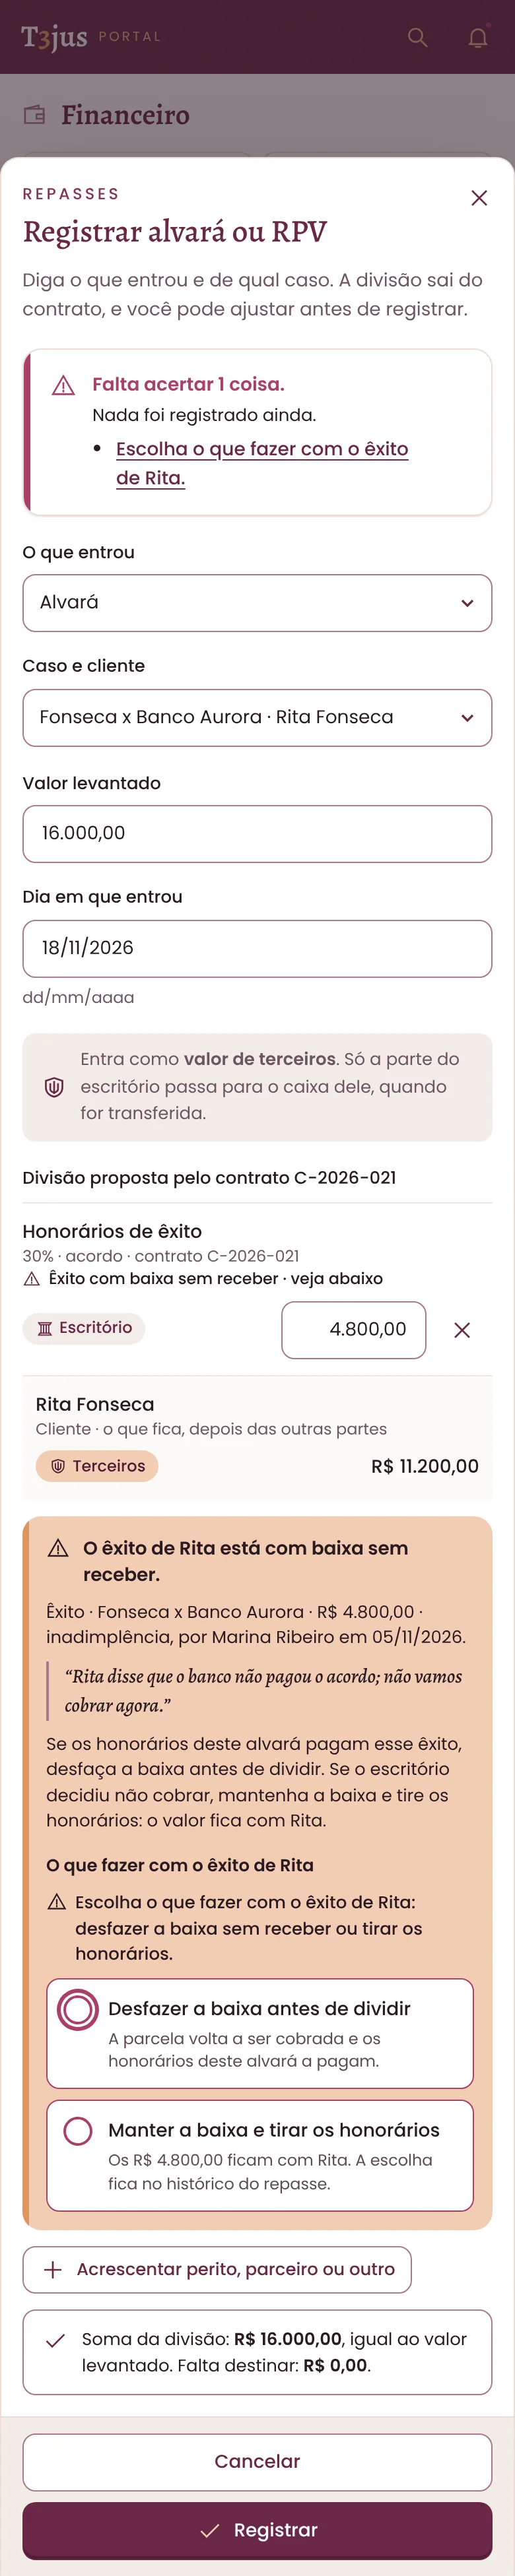 T3jus PORTAL
Financeiro
REPASSES
Registrar alvará ou RPV
Diga o que entrou e de qual caso. A divisão sai do
contrato, e você pode ajustar antes de registrar.
Falta acertar 1 coisa.
Nada foi registrado ainda.
• Escolha o que fazer com o êxito
de Rita.
O que entrou
Alvará
Caso e cliente
Fonseca x Banco Aurora · Rita Fonseca
Valor levantado
16.000,00
Dia em que entrou
18/11/2026
dd/mm/aaaa
Entra como valor de terceiros. Só a parte do
escritório passa para o caixa dele, quando
for transferida.
Divisão proposta pelo contrato C-2026-021
Honorários de êxito
30% · acordo · contrato C-2026-021
Êxito com baixa sem receber · veja abaixo
Escritório
4.800,00
Rita Fonseca
Cliente · o que fica, depois das outras partes
Terceiros
R$ 11.200,00
O êxito de Rita está com baixa sem
receber.
Êxito · Fonseca x Banco Aurora · R$ 4.800,00 ·
inadimplência, por Marina Ribeiro em 05/11/2026.
“Rita disse que o banco não pagou o acordo; não vamos
cobrar agora.”
Se os honorários deste alvará pagam esse êxito,
desfaça a baixa antes de dividir. Se o escritório
decidiu não cobrar, mantenha a baixa e tire os
honorários: o valor fica com Rita.
O que fazer com o êxito de Rita
Escolha o que fazer com o êxito de Rita:
desfazer a baixa sem receber ou tirar os
honorários.
Desfazer a baixa antes de dividir
A parcela volta a ser cobrada e os
honorários deste alvará a pagam.
Manter a baixa e tirar os honorários
Os R$ 4.800,00 ficam com Rita. A escolha
fica no histórico do repasse.
Acrescentar perito, parceiro ou outro
Soma da divisão: R$ 16.000,00, igual ao valor
levantado. Falta destinar: R$ 0,00.
Cancelar
Registrar